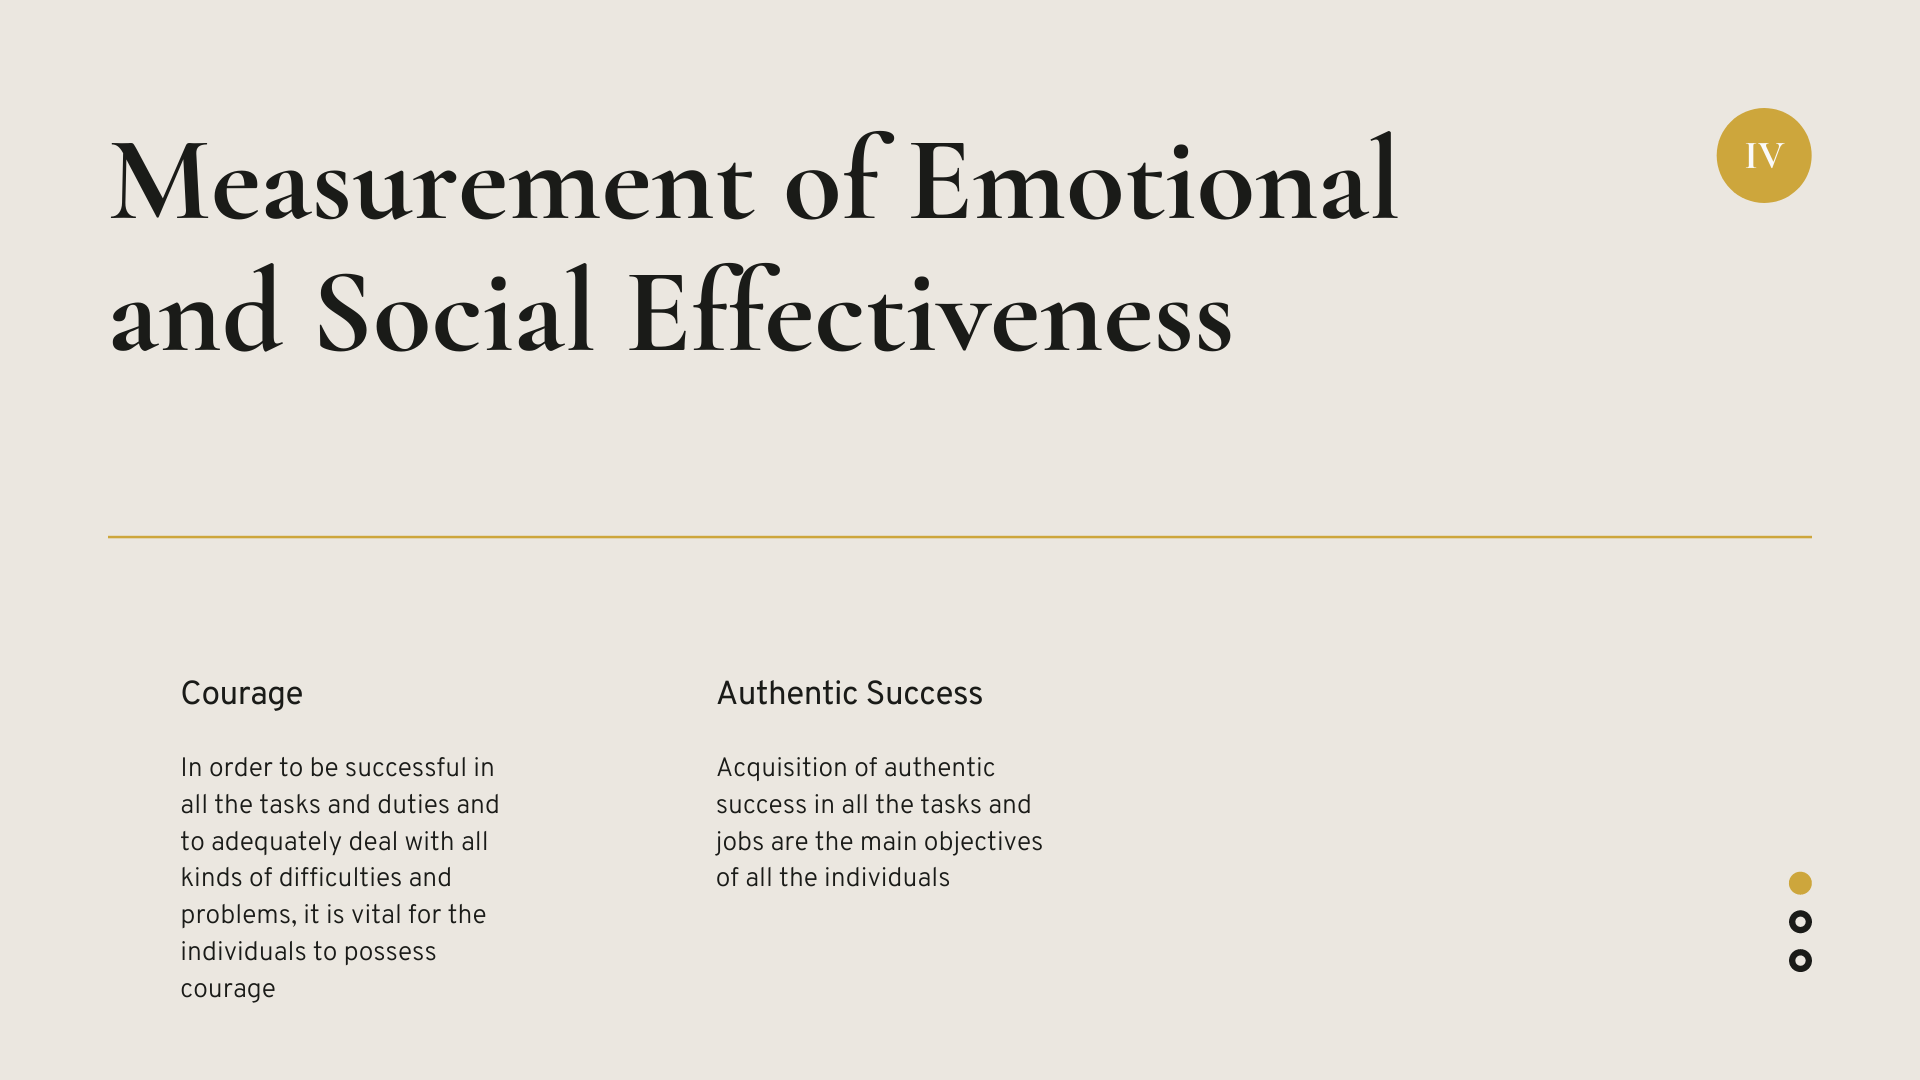 Measurement of Emotional
and Social Effectiveness
IV
Courage
In order to be successful in
all the tasks and duties and
to adequately deal with all
kinds of difficulties and
problems, it is vital for the
individuals to possess
courage
Authentic Success
Acquisition of authentic
success in all the tasks and
jobs are the main objectives
of all the individuals